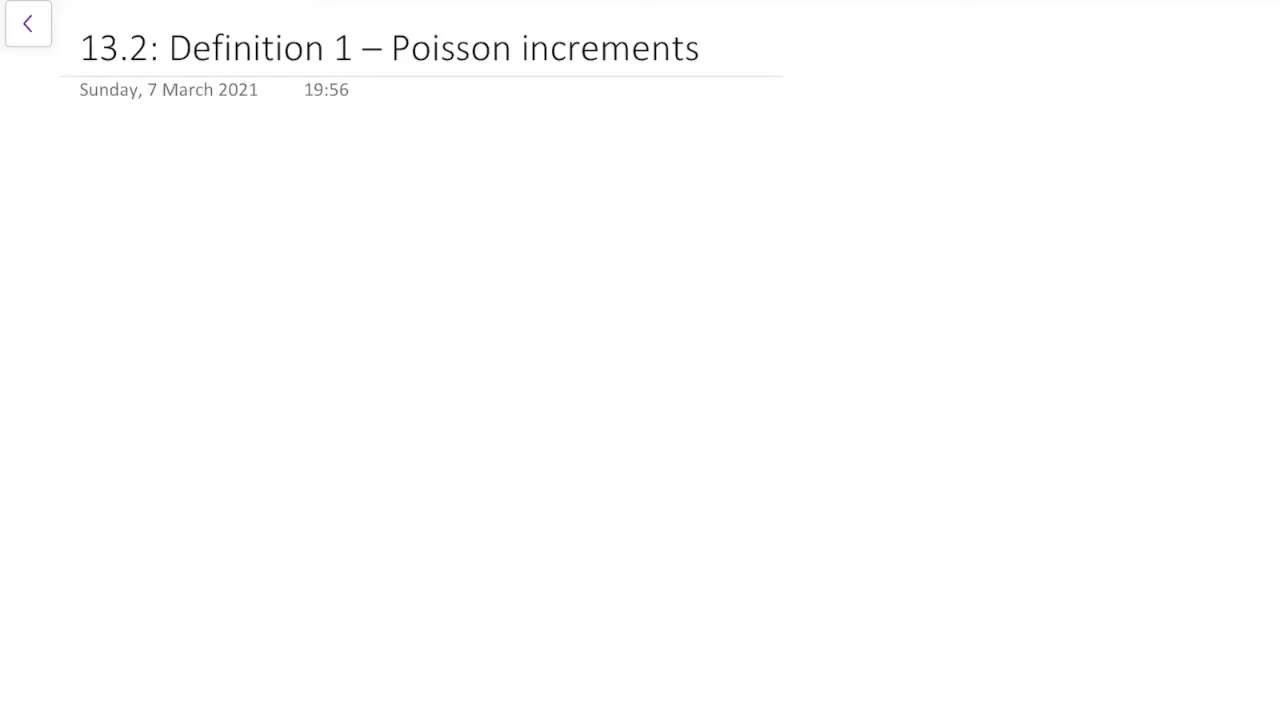 13.2: Definition 1 – Poisson increments
Sunday, 7 March 2021 19:56